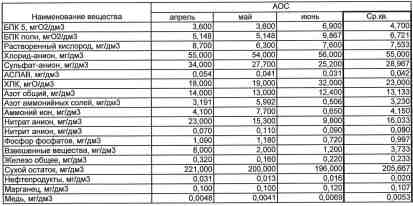 Наименование вещества АОС
апрель май июнь Ср.кв.
БПК 5, мгО2/дм3 3,600 3,600 6,900 4,700
БПК полн, мгО2/дм3 5,148 5,148 9,867 6,721
Растворенный кислород, мг/дм3 8,700 6,300 7,600 7,533
Хлорид-анион, мг/дм3 55,000 54,000 56,000 55,000
Сульфат-анион, мг/дм3 34,000 27,700 25,200 28,967
АСПАВ, мг/дм3 0,054 0,041 0,031 0,042
ХПК, мгО/дм3 18,000 19,000 32,000 23,000
Азот общий, мг/дм3 14,000 13,000 12,400 13,133
Азот аммонийных солей, мг/дм3 3,191 5,992 0,506 3,230
Аммоний ион, мг/дм3 4,100 7,700 0,650 4,150
Нитрат анион, мг/дм3 23,000 15,300 9,800 16,033
Нитрит анион, мг/дм3 0,070 0,110 0,090 0,090
Фосфор фосфатов, мг/дм3 1,090 1,180 0,720 0,997
Взвешенные вещества, мг/дм3 8,000 2,000 1,200 3,733
Железо общее, мг/дм3 0,320 0,160 0,220 0,233
Сухой остаток, мг/дм3 221,000 200,000 196,000 205,667
Нефтепродукты, мг/дм3 0,031 0,013 0,016 0,020
Марганец, мг/дм3 0,100 0,100 0,120 0,107
Медь, мг/дм3 0,0048 0,0041 0,0069 0,0053